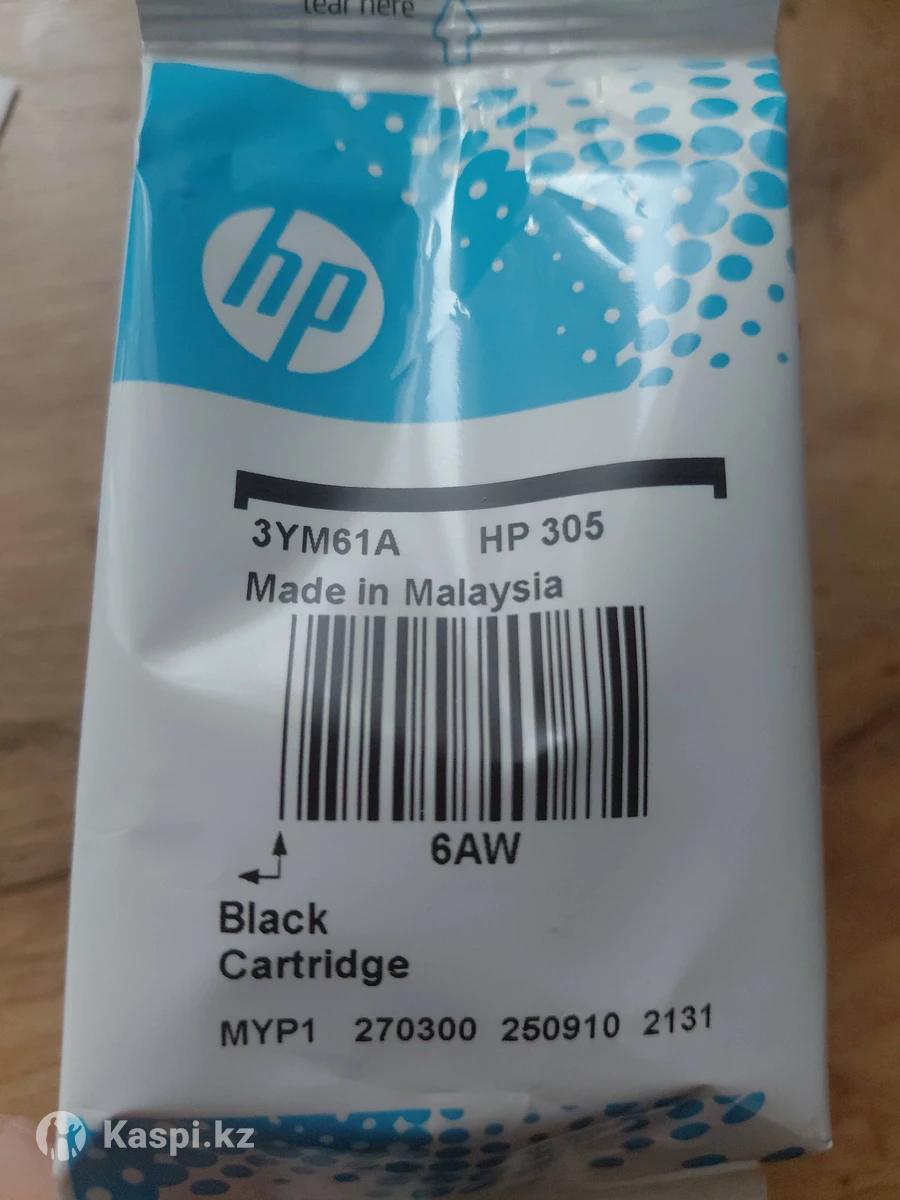 tear here
hp
3YM61A HP 305
Made in Malaysia
6AW
Black
Cartridge
MYP1 270300 250910 2131
Kaspi.kz